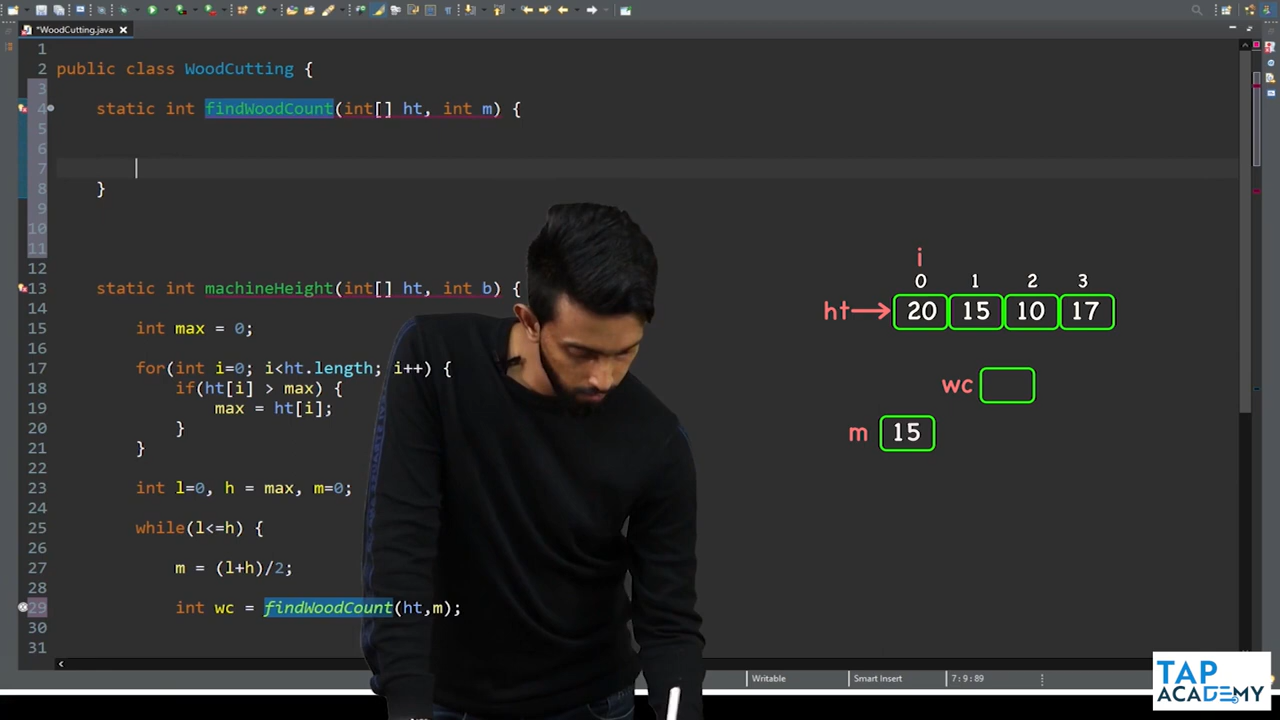 *WoodCutting.java
1
2 public class WoodCutting {
3
4 static int findWoodCount(int[] ht, int m) {
5
6
7
8 }
9
10
11
12
13 static int machineHeight(int[] ht, int b) {
14
15 int max = 0;
16
17 for(int i=0; i<ht.length; i++) {
18 if(ht[i] > max) {
19 max = ht[i];
20 }
21 }
22
23 int l=0, h = max, m=0;
24
25 while(l<=h) {
26
27 m = (l+h)/2;
28
29 int wc = findWoodCount(ht,m);
30
31
i
0 1 2 3
ht 20 15 10 17
wc
m 15
Writable Smart Insert 7:9:89
TAP
ACADEMY